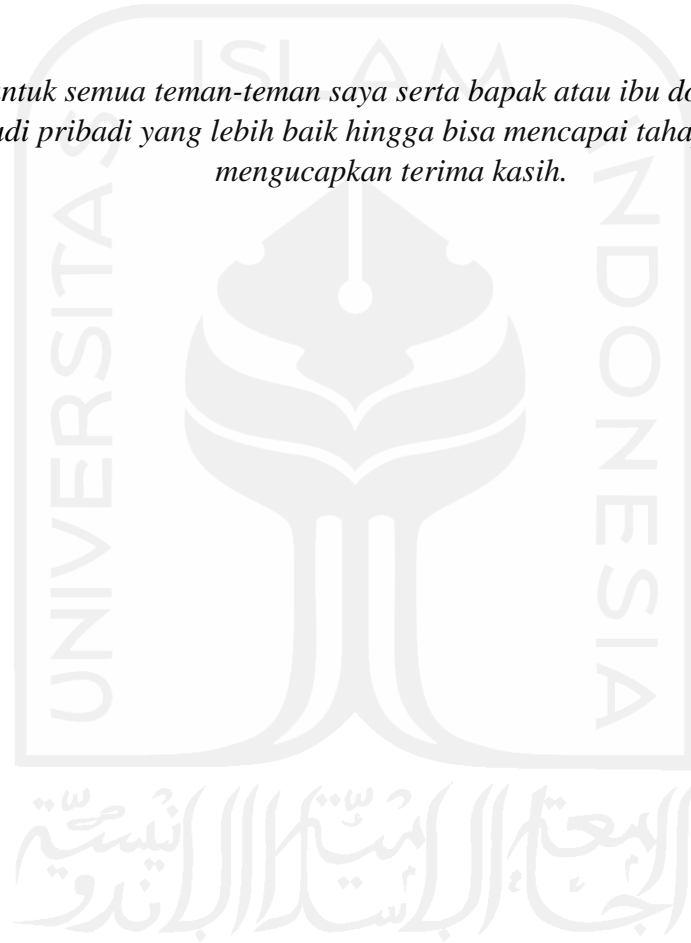 ISLAM
ntuk semua teman-teman saya serta bapak atau ibu do
adi pribadi yang lebih baik hingga bisa mencapai taha
mengucapkan terima kasih.
UNIVERSITAS
INDONESIA